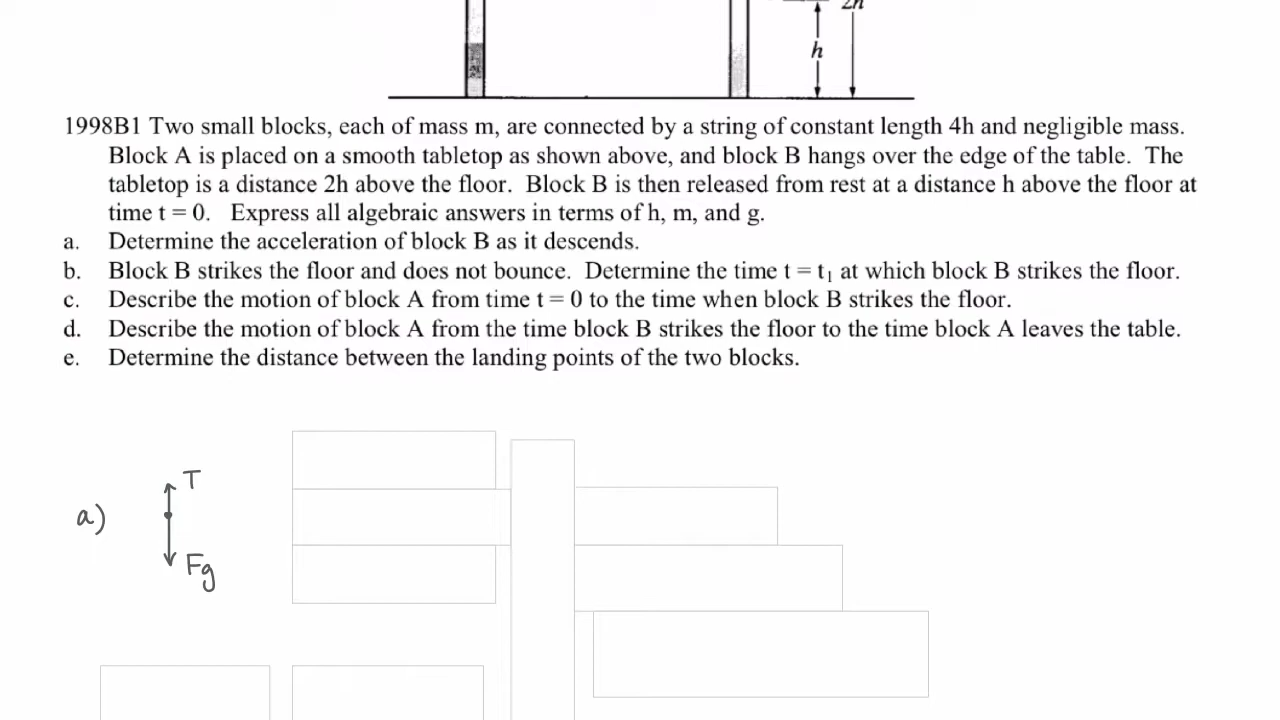 2h
h
1998B1 Two small blocks, each of mass m, are connected by a string of constant length 4h and negligible mass.
Block A is placed on a smooth tabletop as shown above, and block B hangs over the edge of the table. The
tabletop is a distance 2h above the floor. Block B is then released from rest at a distance h above the floor at
time t = 0. Express all algebraic answers in terms of h, m, and g.
a. Determine the acceleration of block B as it descends.
b. Block B strikes the floor and does not bounce. Determine the time t = t₁ at which block B strikes the floor.
c. Describe the motion of block A from time t = 0 to the time when block B strikes the floor.
d. Describe the motion of block A from the time block B strikes the floor to the time block A leaves the table.
e. Determine the distance between the landing points of the two blocks.
T
a)
Fg